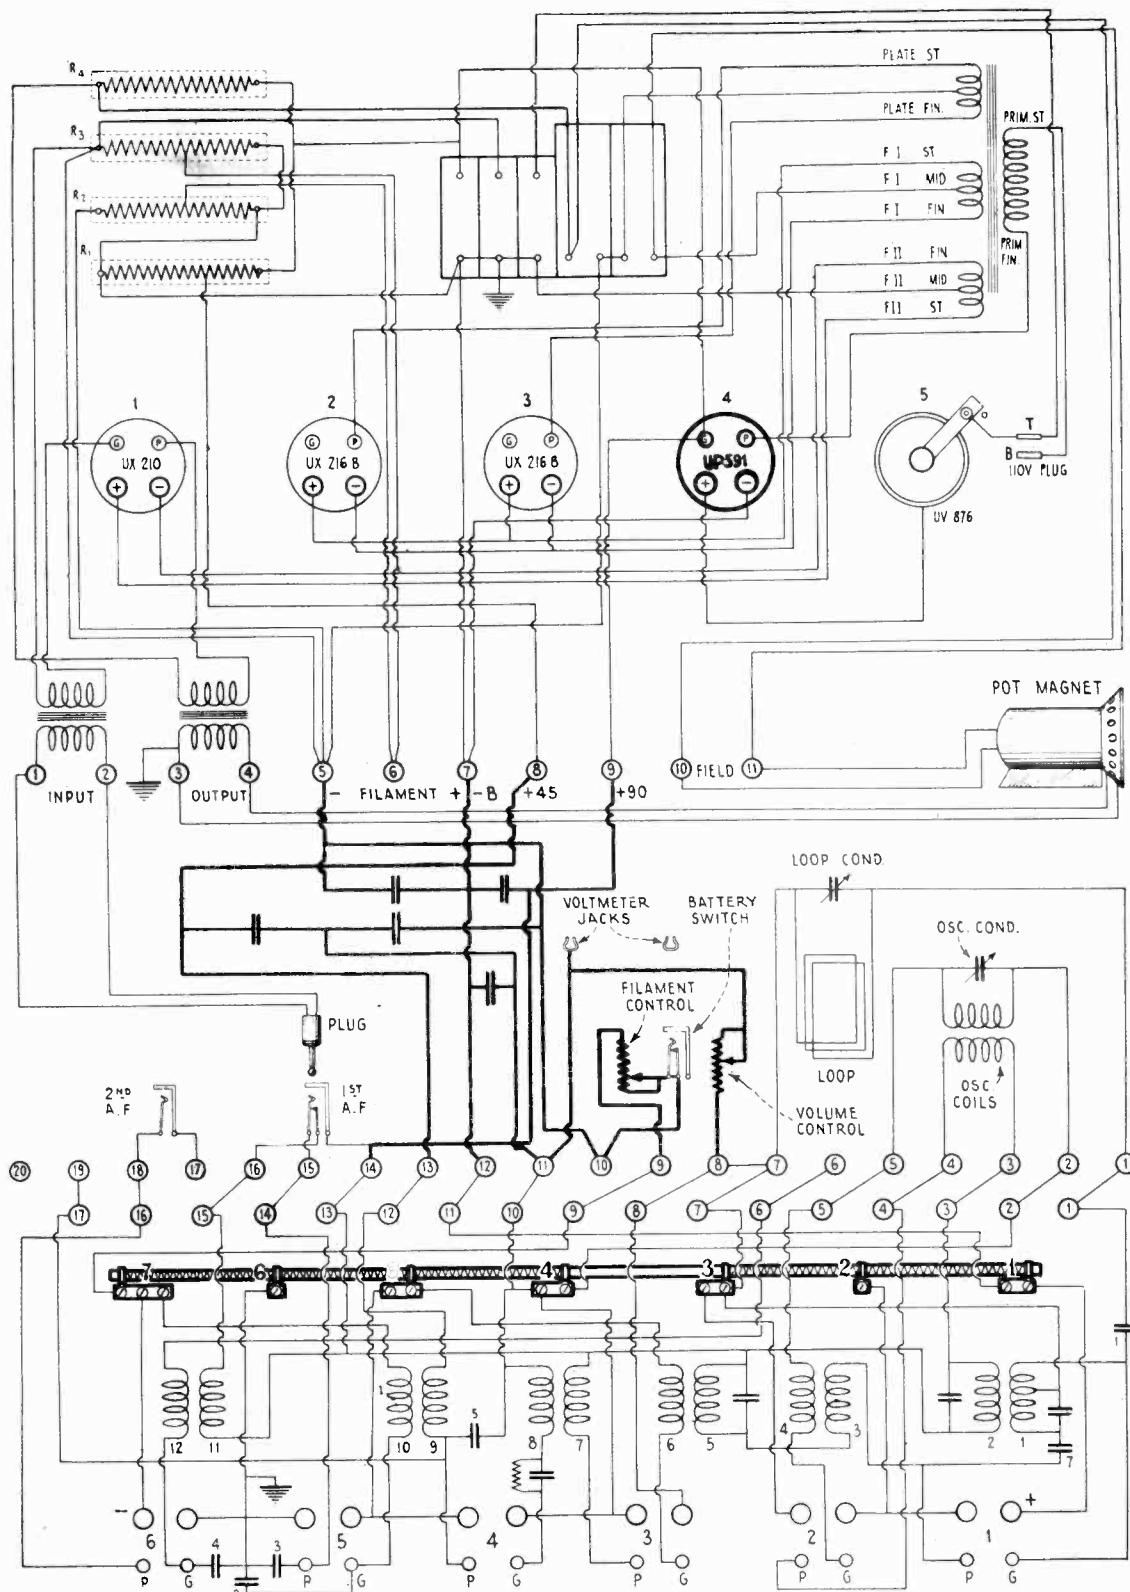 R4
R3
R2
R1
PLATE ST
PLATE FIN.
PRIM. ST
F I ST
F I MID
F I FIN
PRIM FIN.
F II FIN
F II MID
F II ST
1 2 3 4 5
G P G P G P G P
UX 210 UX 216 B UX 216 B UP591
+ - + - + - + -
T
B
110V PLUG
UV 876
POT MAGNET
1 2 3 4 5 6 7 8 9 10 FIELD 11
INPUT OUTPUT - FILAMENT + - B +45 +90
LOOP COND.
VOLTMETER JACKS
BATTERY SWITCH
OSC. COND.
FILAMENT CONTROL
PLUG
2ND A.F
1ST A.F
LOOP
OSC COILS
VOLUME CONTROL
20 19 18 17 16 15 14 13 12 11 10 9 8 7 6 5 4 3 2 1
17 16 15 14 13 12 11 10 9 8 7 6 5 4 3 2 1
7 6 4 3 2 1
1
1
5
12 11 10 9 8 7 6 5 4 3 2 1
7
- +
6 5 4 3 2 1
4 3
P G P G P G P G P G P G